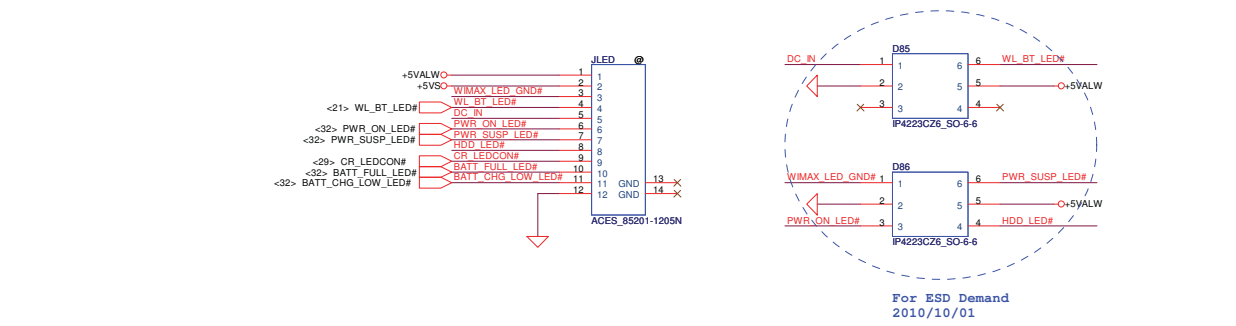 JLED @
+5VALW 1 1
+5VS 2 2
WIMAX_LED_GND# 3 3
<21> WL_BT_LED# WL_BT_LED# 4 4
DC_IN 5 5
<32> PWR_ON_LED# PWR_ON_LED# 6 6
<32> PWR_SUSP_LED# PWR_SUSP_LED# 7 7
HDD_LED# 8 8
<29> CR_LEDCON# CR_LEDCON# 9 9
<32> BATT_FULL_LED# BATT_FULL_LED# 10 10
<32> BATT_CHG_LOW_LED# BATT_CHG_LOW_LED# 11 11 GND 13
12 12 GND 14
ACES_85201-1205N
D85
DC_IN 1 1 6 6 WL_BT_LED#
2 2 5 5 +5VALW
3 3 4 4
IP4223CZ6_SO-6-6
D86
WIMAX_LED_GND# 1 1 6 6 PWR_SUSP_LED#
2 2 5 5 +5VALW
PWR_ON_LED# 3 3 4 4 HDD_LED#
IP4223CZ6_SO-6-6
For ESD Demand
2010/10/01